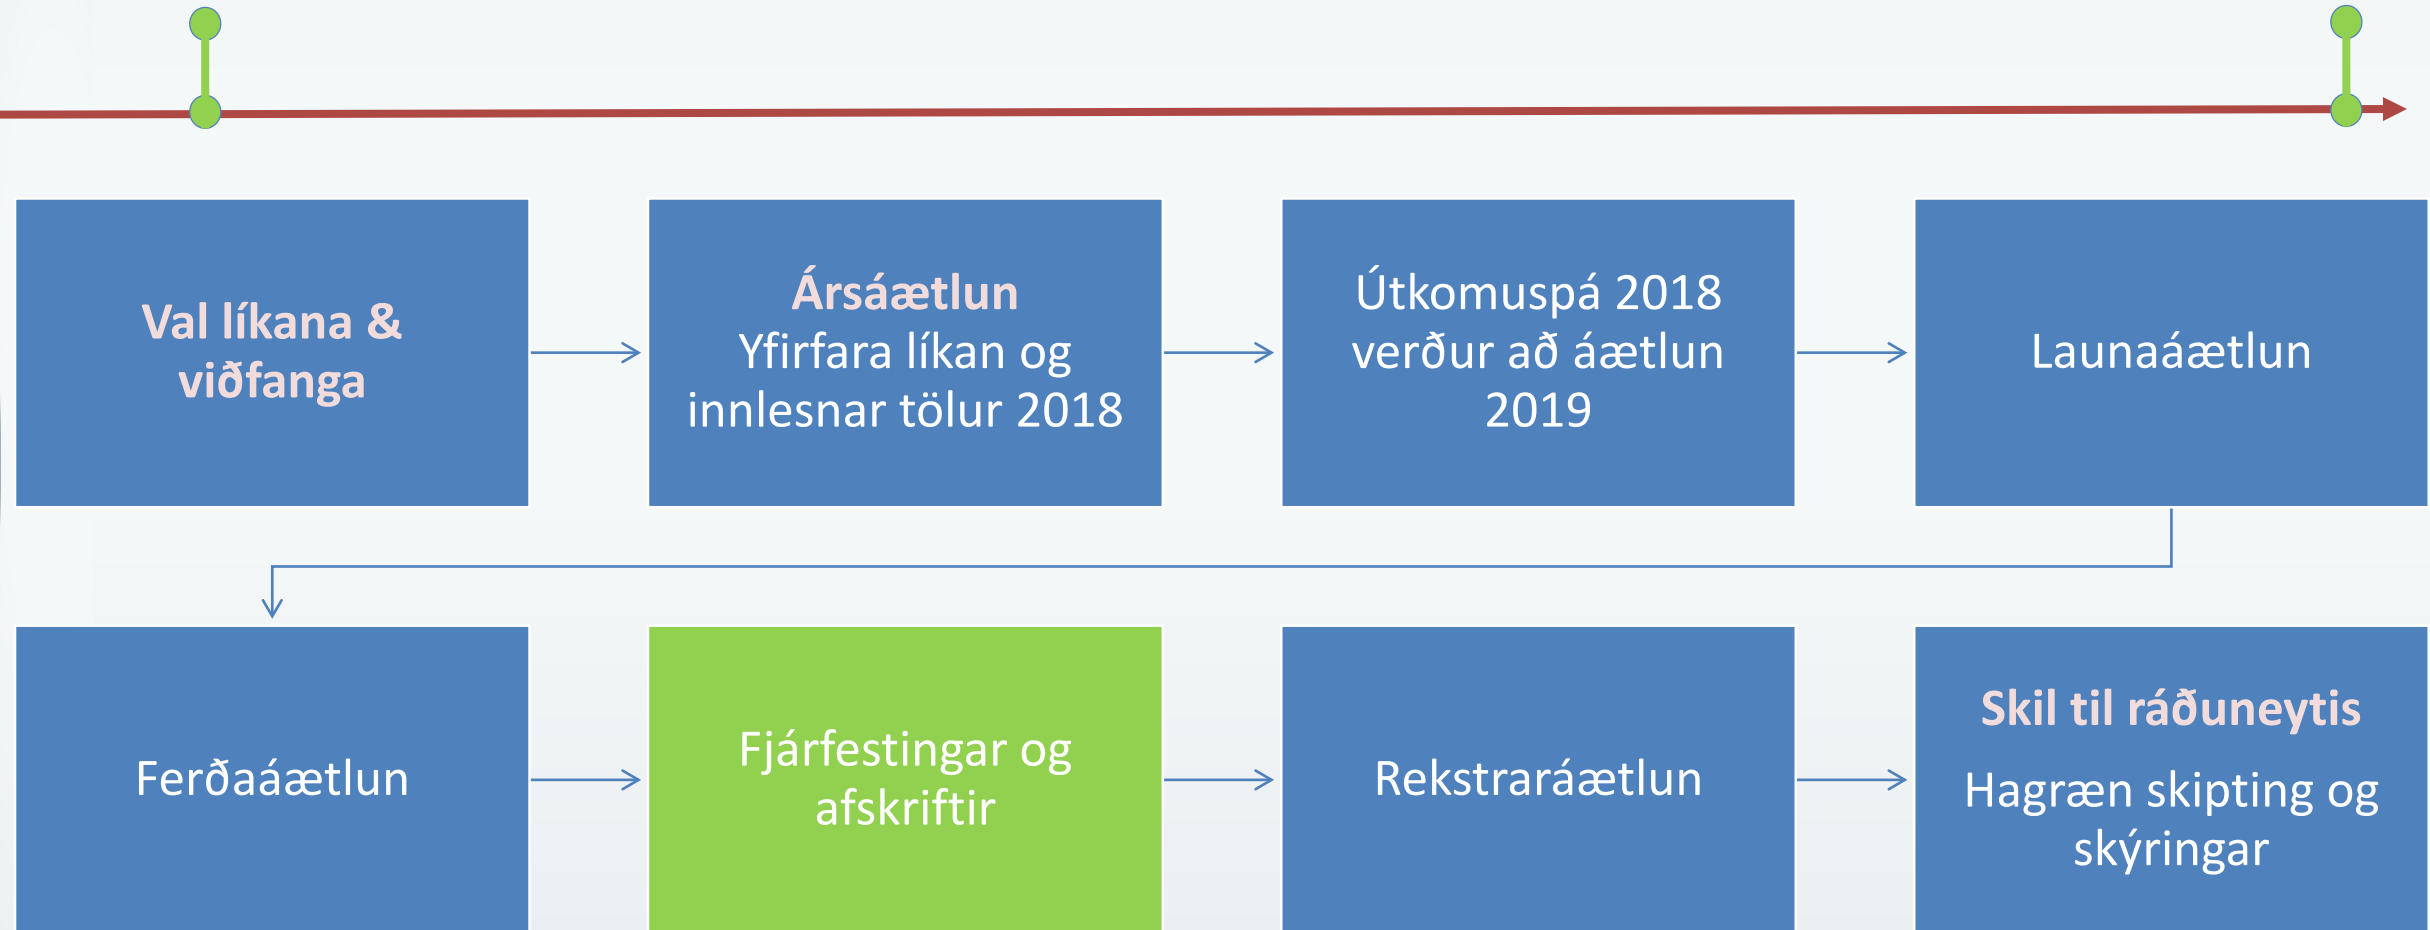 Val líkana &
viðfanga
Ársáætlun
Yfirfara líkan og
innlesnar tölur 2018
Útkomuspá 2018
verður að áætlun
2019
Launaáætlun
Ferðaáætlun
Fjárfestingar og
afskriftir
Rekstraráætlun
Skil til ráðuneytis
Hagræn skipting og
skýringar